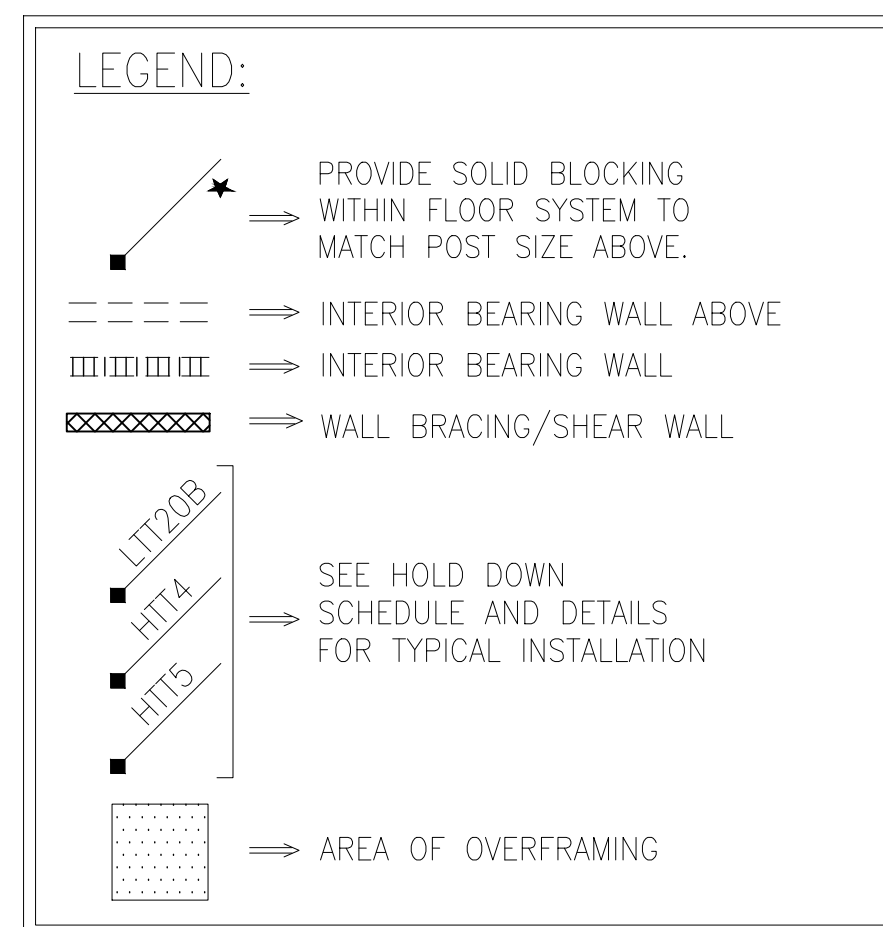 LEGEND:
PROVIDE SOLID BLOCKING
WITHIN FLOOR SYSTEM TO
MATCH POST SIZE ABOVE.
INTERIOR BEARING WALL ABOVE
INTERIOR BEARING WALL
WALL BRACING/SHEAR WALL
LTT20B
HTT4
HTT5
SEE HOLD DOWN
SCHEDULE AND DETAILS
FOR TYPICAL INSTALLATION
AREA OF OVERFRAMING